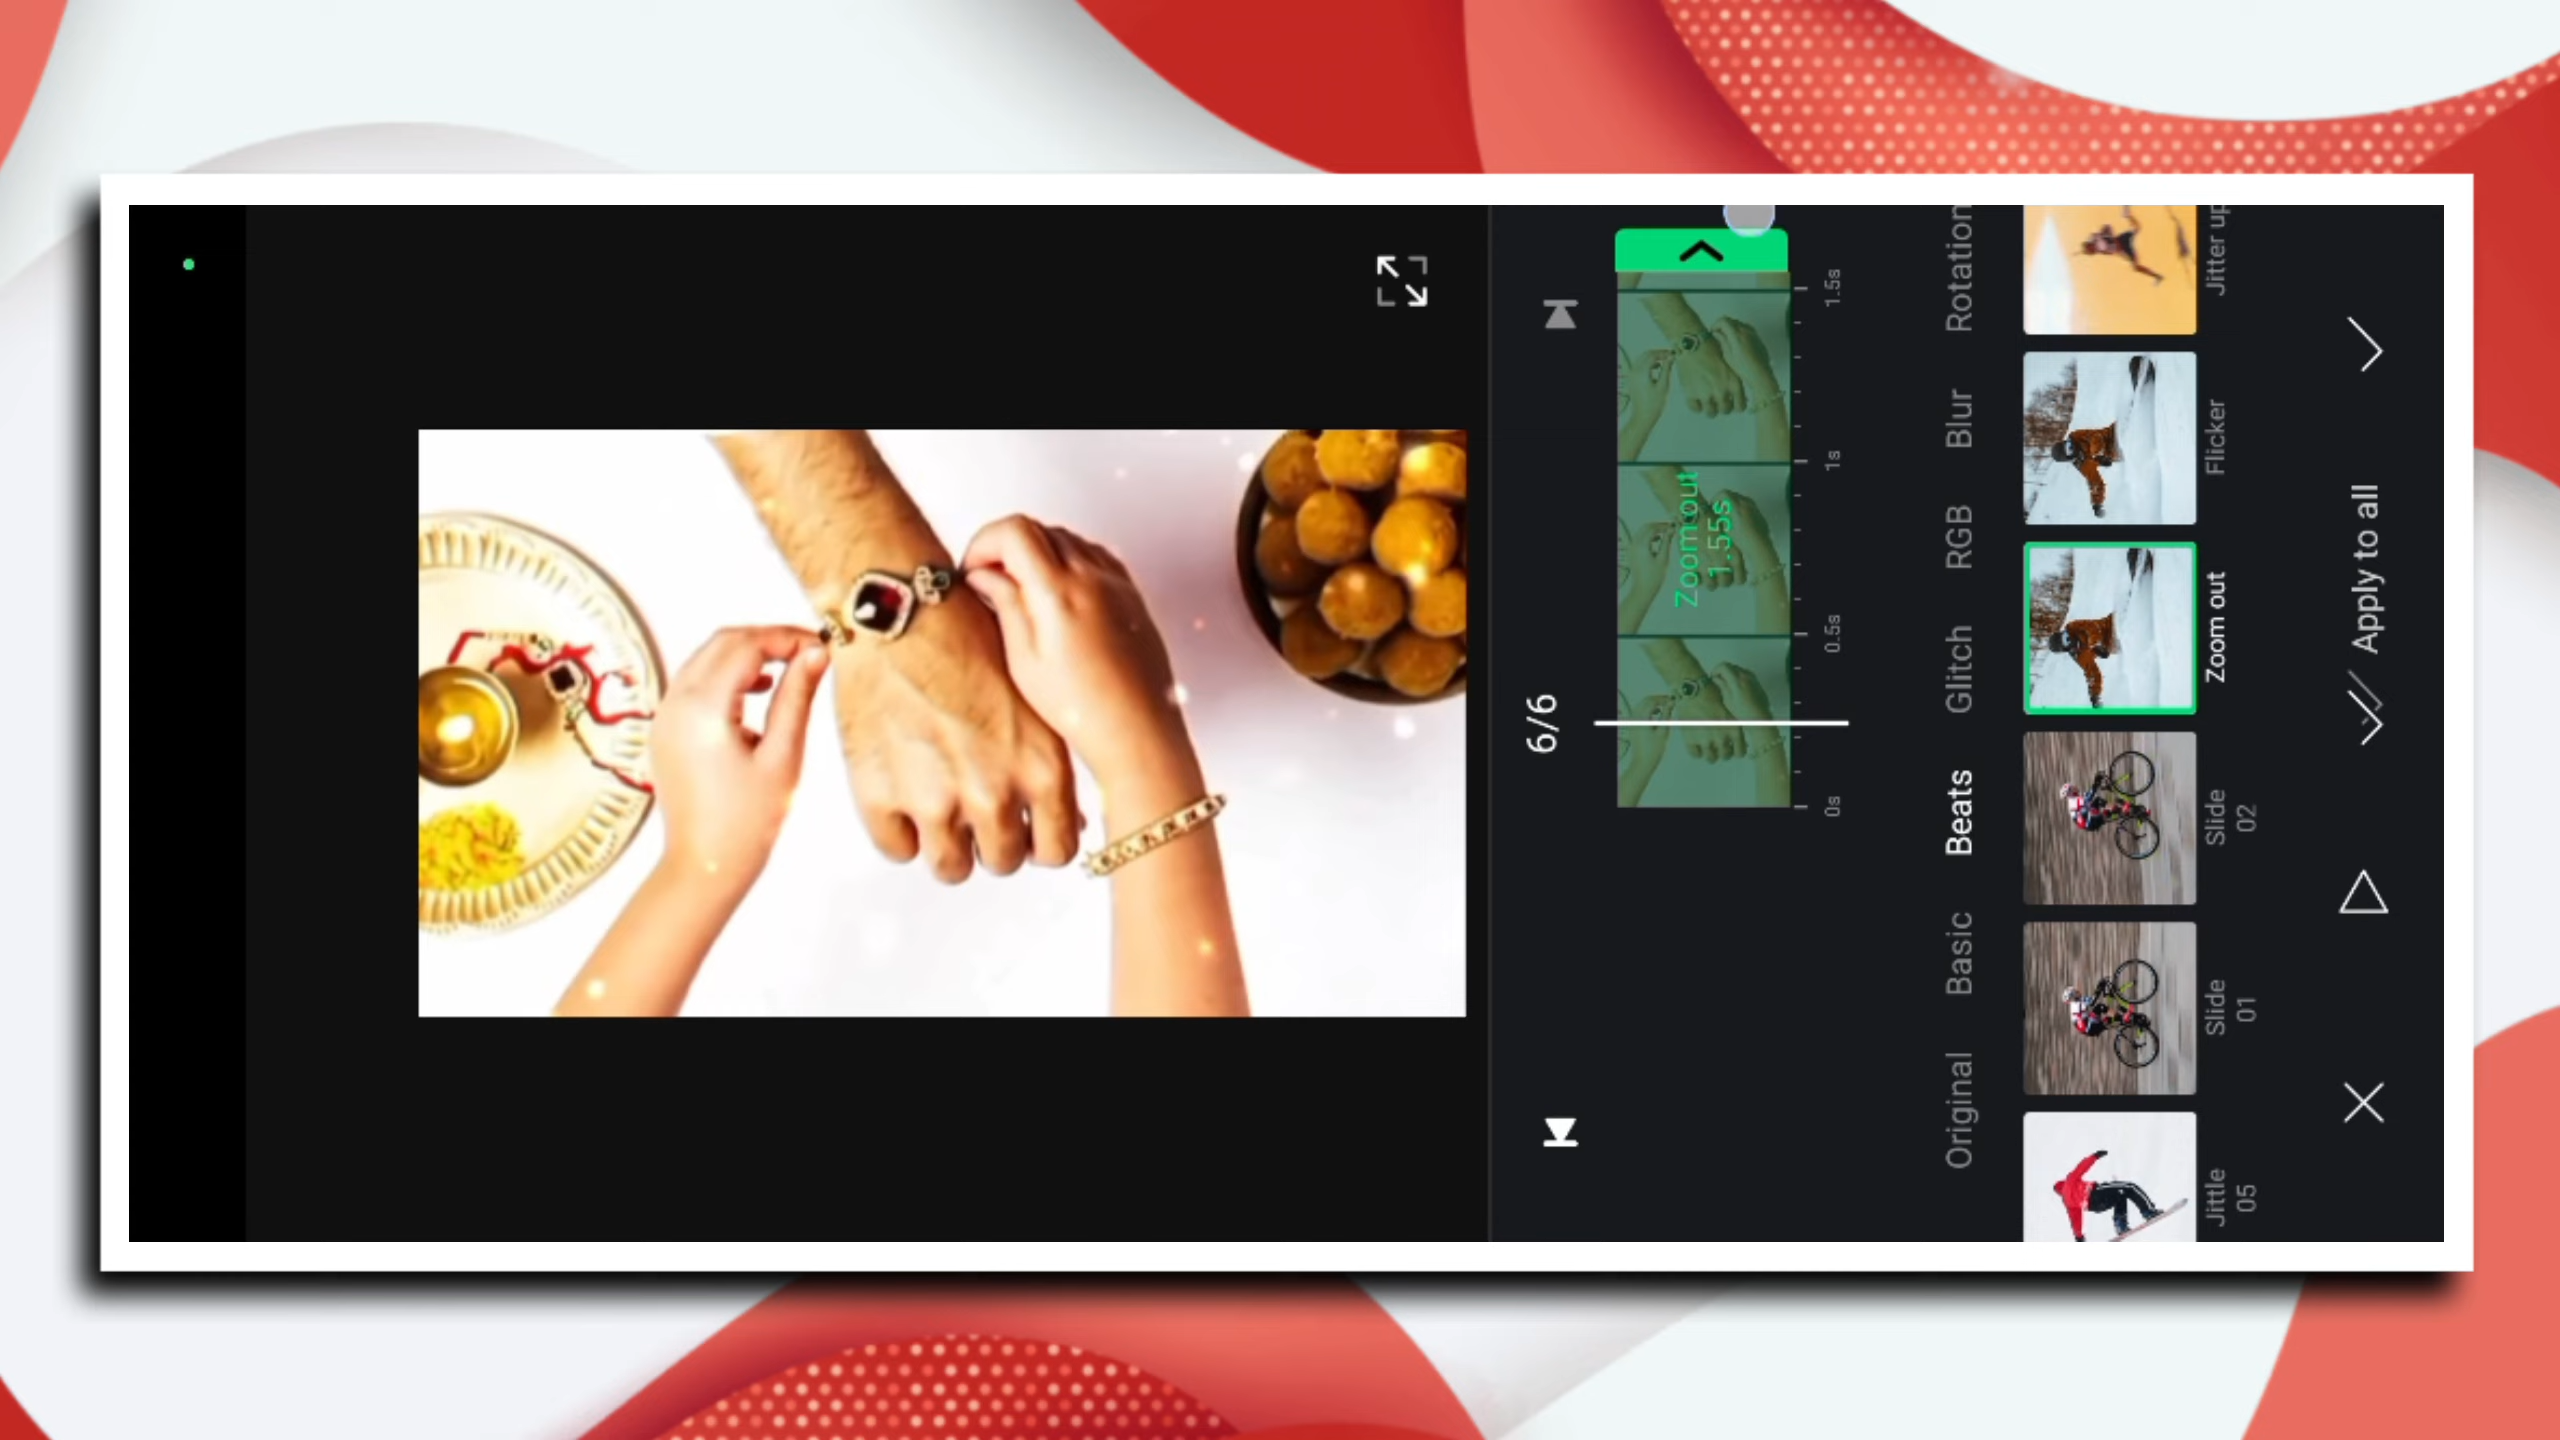 6/6
Zoom out
1.55s
0s
0.5s
1s
1.5s
Original
Basic
Beats
Glitch
RGB
Blur
Rotation
Jittle
05
Slide
01
Slide
02
Zoom out
Flicker
Jitter up
Apply to all